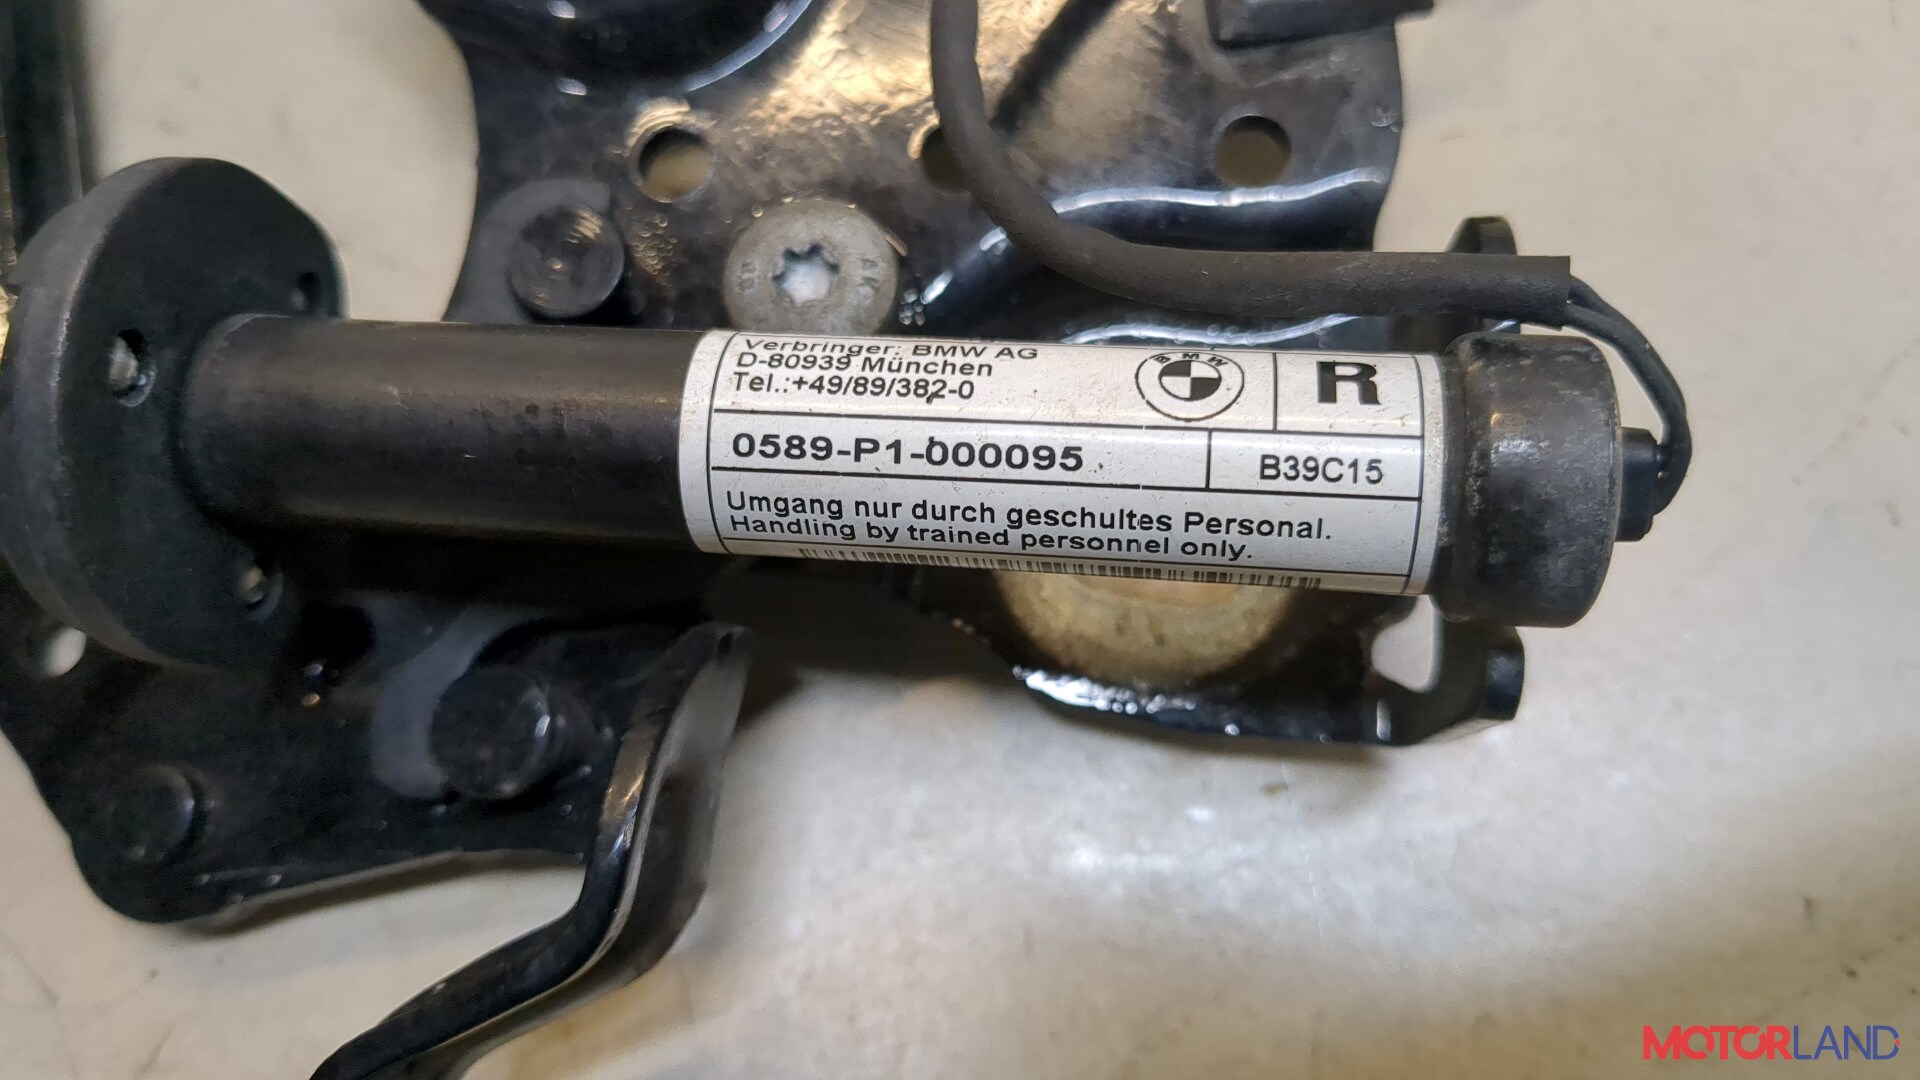 Verbringer: BMW AG
D-80939 München
Tel.:+49/89/382-0
BMW
R
0589-P1-000095
B39C15
Umgang nur durch geschultes Personal.
Handling by trained personnel only.
AK
MOTORLAND